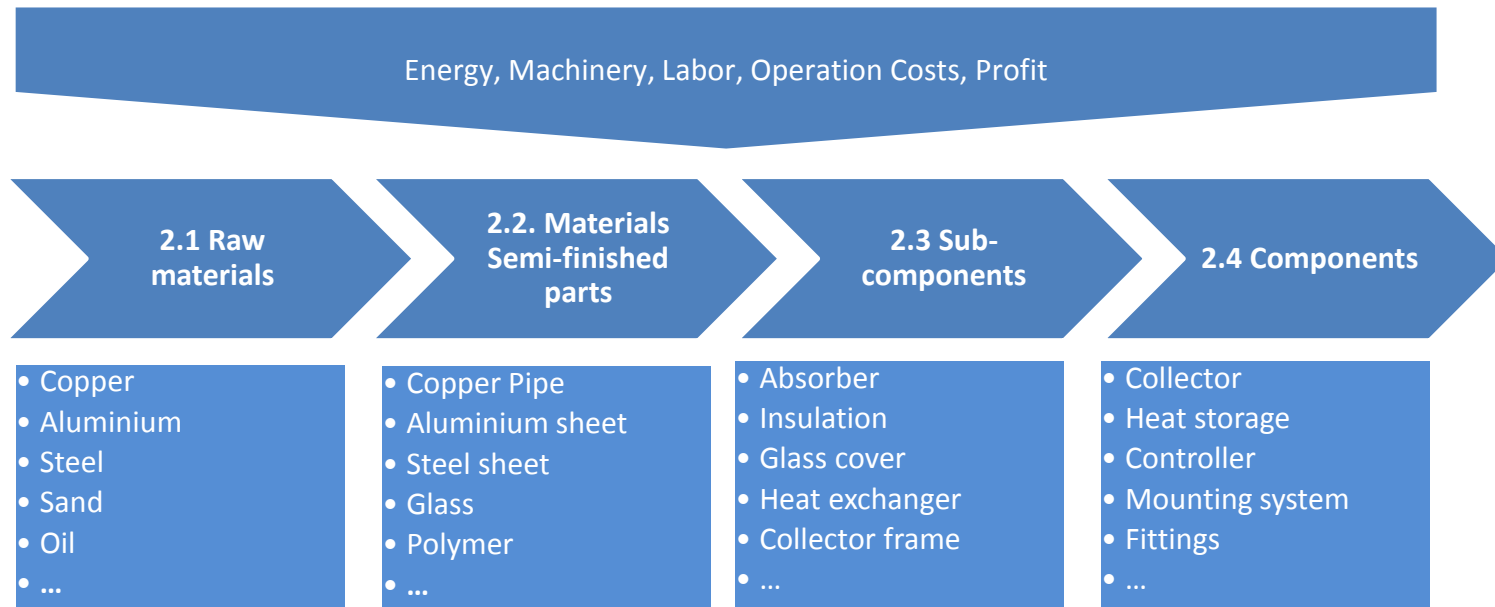 Energy, Machinery, Labor, Operation Costs, Profit
2.1 Raw
materials
2.2. Materials
Semi-finished
parts
2.3 Sub-
components
2.4 Components
• Copper
• Aluminium
• Steel
• Sand
• Oil
• ...
• Copper Pipe
• Aluminium sheet
• Steel sheet
• Glass
• Polymer
• ...
• Absorber
• Insulation
• Glass cover
• Heat exchanger
• Collector frame
• ...
• Collector
• Heat storage
• Controller
• Mounting system
• Fittings
• ...